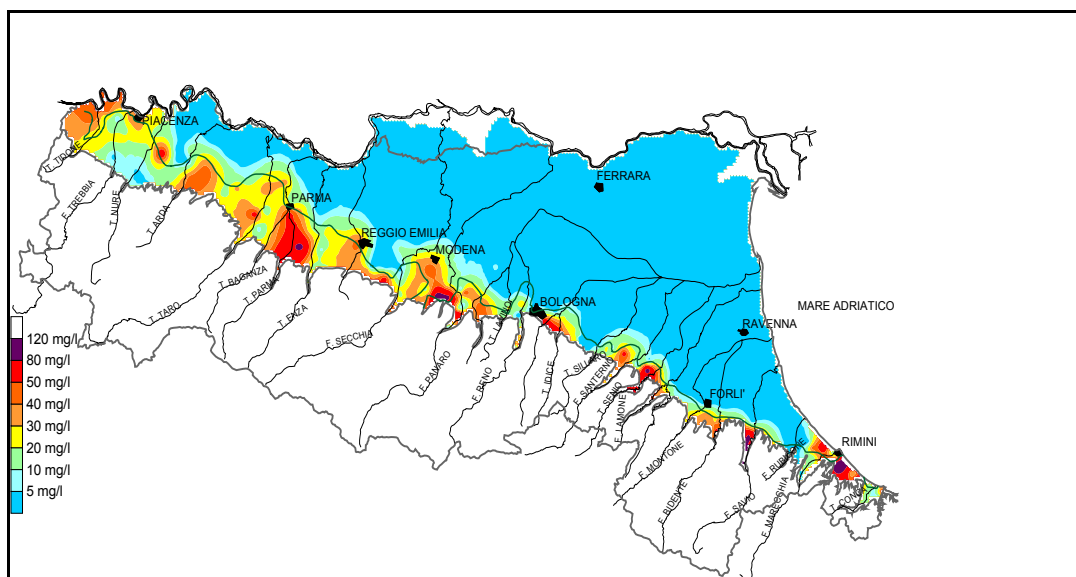 PIACENZA
T. TIDONE
F. TREBBIA
T. NURE
T. ARDA
PARMA
REGGIO EMILIA
MODENA
FERRARA
BOLOGNA
MARE ADRIATICO
RAVENNA
T. TARO
T. BAGANZA
T. PARMA
T. ENZA
F. SECCHIA
F. PANARO
F. RENO
T. LAVINO
T. IDICE
T. SILLARO
F. SANTERNO
T. SENIO
F. LAMONE
FORLI'
F. MONTONE
F. BIDENTE
F. SAVIO
F. RUBICONE
F. MARECCHIA
RIMINI
T. CONCA
120 mg/l
80 mg/l
50 mg/l
40 mg/l
30 mg/l
20 mg/l
10 mg/l
5 mg/l